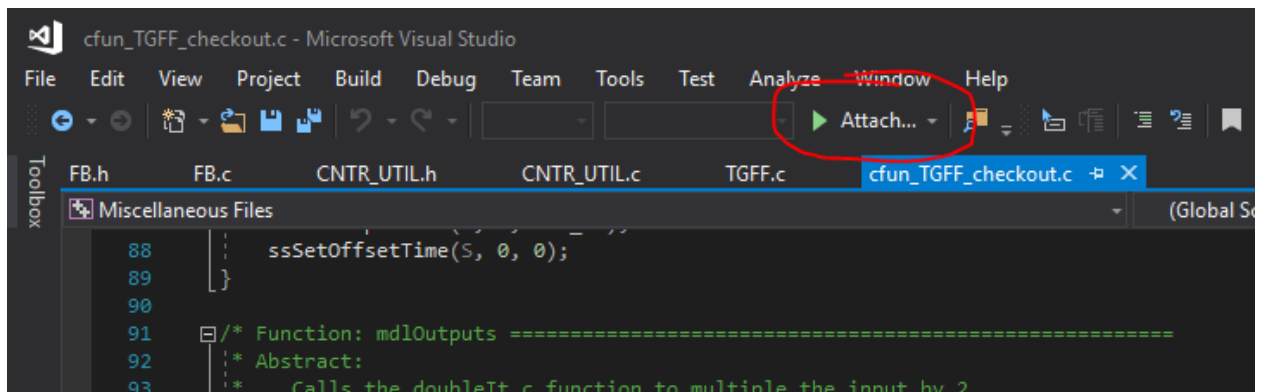 cfun_TGFF_checkout.c - Microsoft Visual Studio
File Edit View Project Build Debug Team Tools Test Analyze Window Help
Attach...
Toolbox
FB.h FB.c CNTR_UTIL.h CNTR_UTIL.c TGFF.c cfun_TGFF_checkout.c
Miscellaneous Files (Global Sc
88 ssSetOffsetTime(S, 0, 0);
89 }
90
91 /* Function: mdlOutputs =======================================================
92 * Abstract:
93 * Calls the doubleIt.c function to multiple the input by 2.